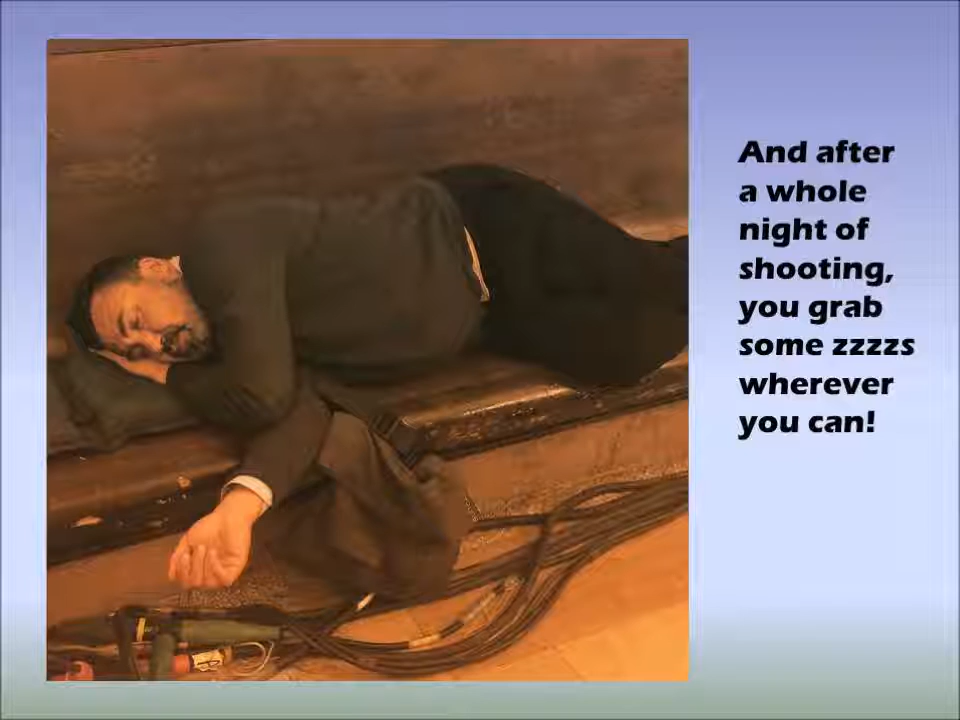 And after
a whole
night of
shooting,
you grab
some zzzzs
wherever
you can!